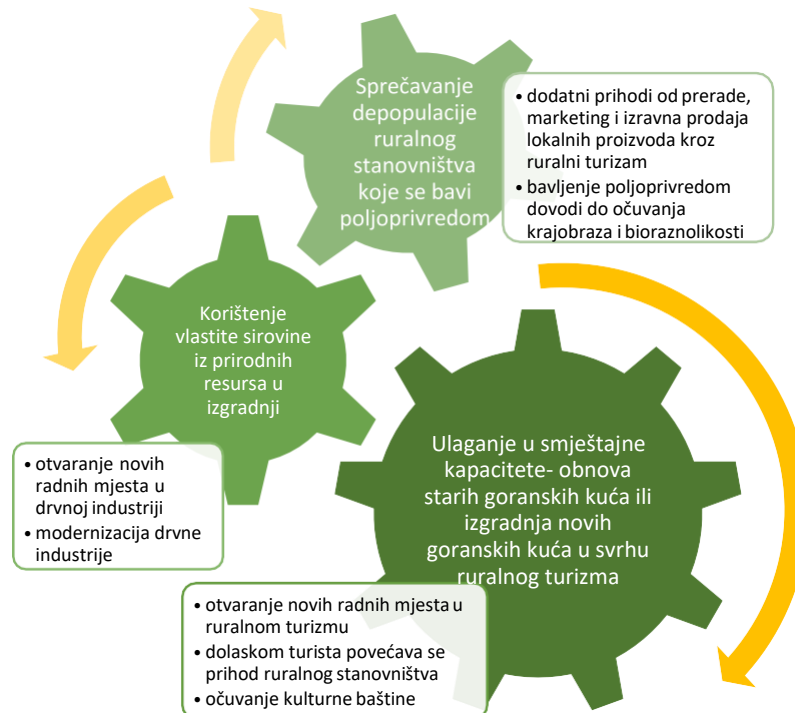 Sprečavanje
depopulacije
ruralnog
stanovništva
koje se bavi
poljoprivredom
• dodatni prihodi od prerade,
marketing i izravna prodaja
lokalnih proizvoda kroz
ruralni turizam
• bavljenje poljoprivredom
dovodi do očuvanja
krajobraza i bioraznolikosti
Korištenje
vlastite sirovine
iz prirodnih
resursa u
izgradnji
• otvaranje novih
radnih mjesta u
drvnoj industriji
• modernizacija drvne
industrije
Ulaganje u smještajne
kapacitete- obnova
starih goranskih kuća ili
izgradnja novih
goranskih kuća u svrhu
ruralnog turizma
• otvaranje novih radnih mjesta u
ruralnom turizmu
• dolaskom turista povećava se
prihod ruralnog stanovništva
• očuvanje kulturne baštine